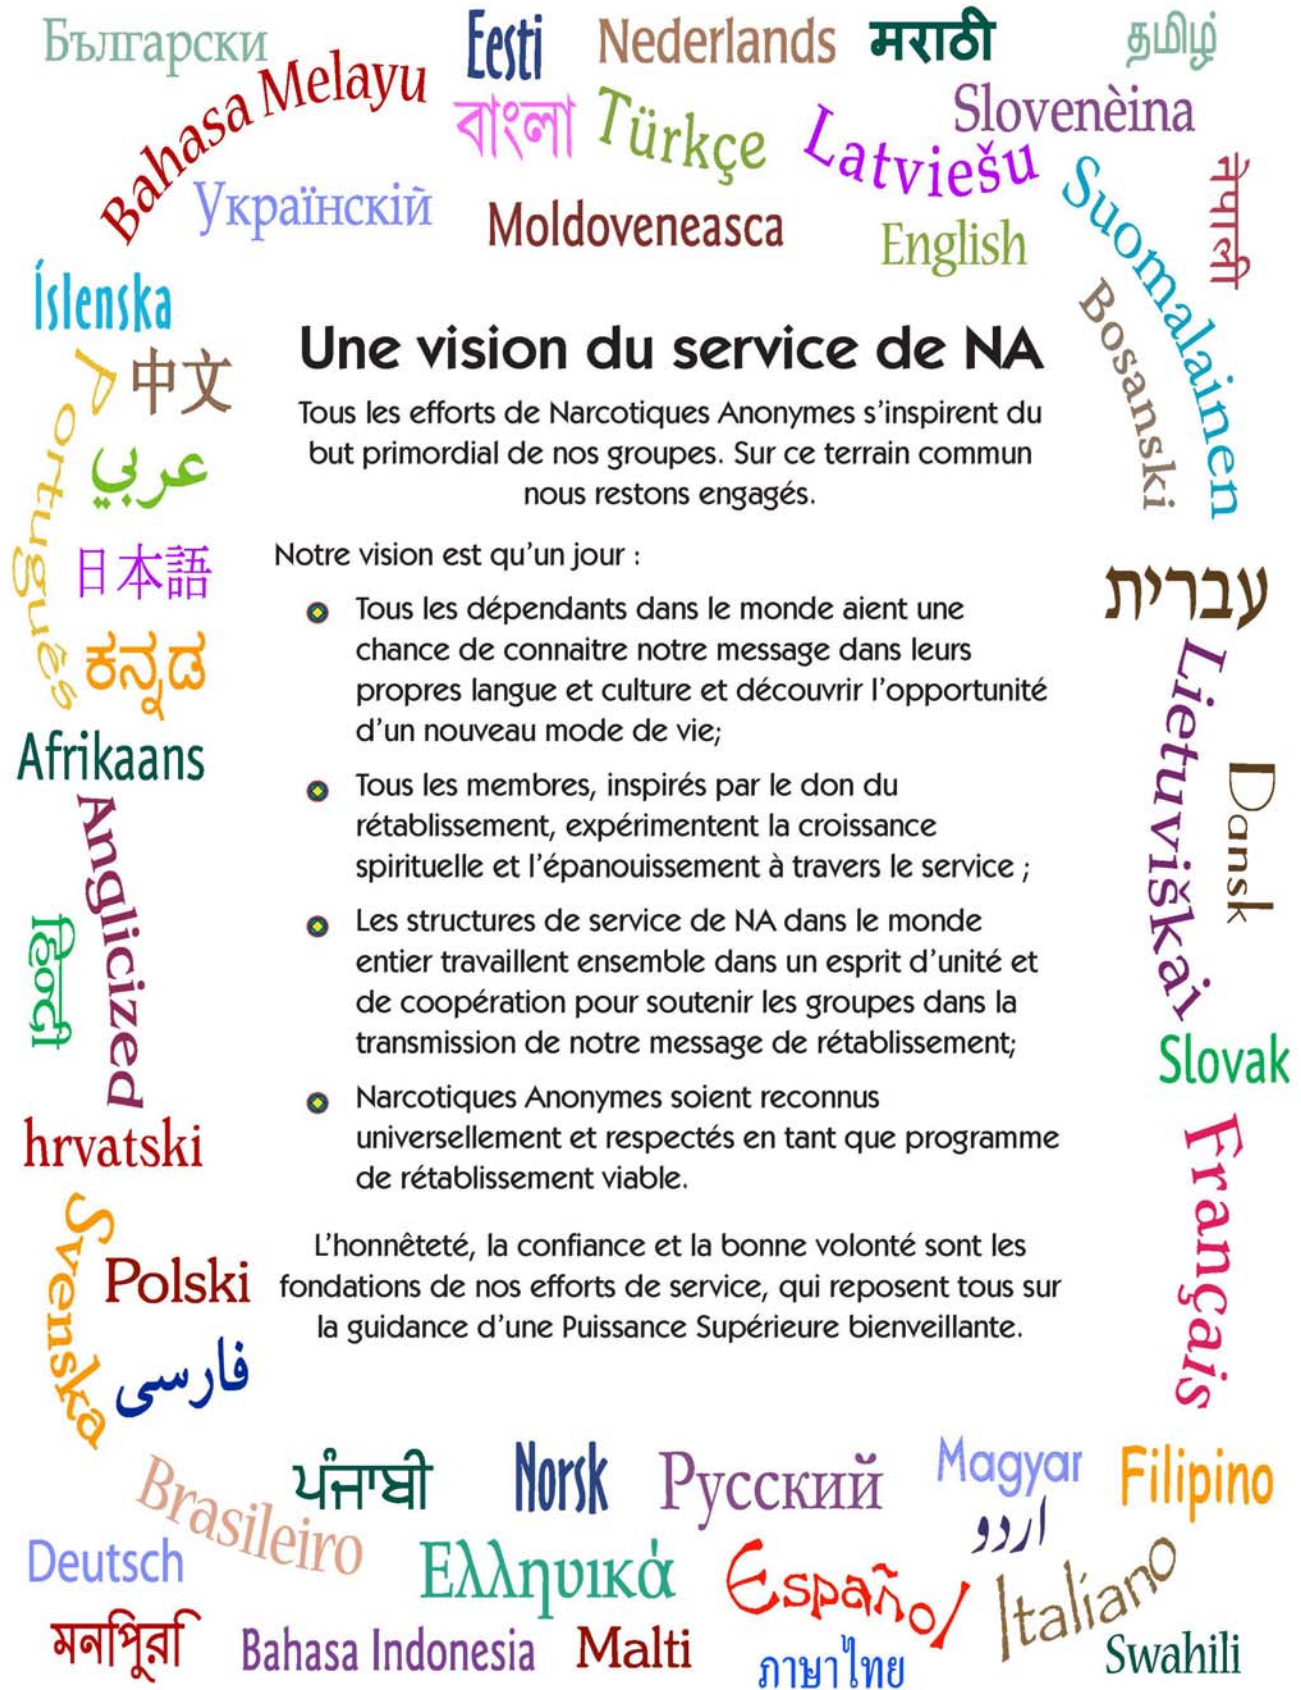 Български
Bahasa Melayu
Eesti
Nederlands
मराठी
தமிழ்
বাংলা
Türkçe
Latviešu
Slovenèina
Українскій
Moldoveneasca
English
Suomalainen
नेपाली
Íslenska
Bosanski
Une vision du service de NA
中文
Português
Tous les efforts de Narcotiques Anonymes s’inspirent du
but primordial de nos groupes. Sur ce terrain commun
nous restons engagés.
عربي
Notre vision est qu’un jour :
日本語
עברית
Tous les dépendants dans le monde aient une
chance de connaitre notre message dans leurs
propres langue et culture et découvrir l’opportunité
d’un nouveau mode de vie;
ಕನ್ನಡ
Lietuviškai
Afrikaans
Dansk
Tous les membres, inspirés par le don du
rétablissement, expérimentent la croissance
spirituelle et l’épanouissement à travers le service ;
Anglicized
हिन्दी
Les structures de service de NA dans le monde
entier travaillent ensemble dans un esprit d’unité et
de coopération pour soutenir les groupes dans la
transmission de notre message de rétablissement;
Slovak
Narcotiques Anonymes soient reconnus
universellement et respectés en tant que programme
de rétablissement viable.
hrvatski
Français
Svenska
Polski
L’honnêteté, la confiance et la bonne volonté sont les
fondations de nos efforts de service, qui reposent tous sur
la guidance d’une Puissance Supérieure bienveillante.
فارسی
Brasileiro
ਪੰਜਾਬੀ
Norsk
Русский
Magyar
Filipino
اردو
Deutsch
Ελληυικά
Español
Italiano
মনিপুরি
Bahasa Indonesia
Malti
ภาษาไทย
Swahili